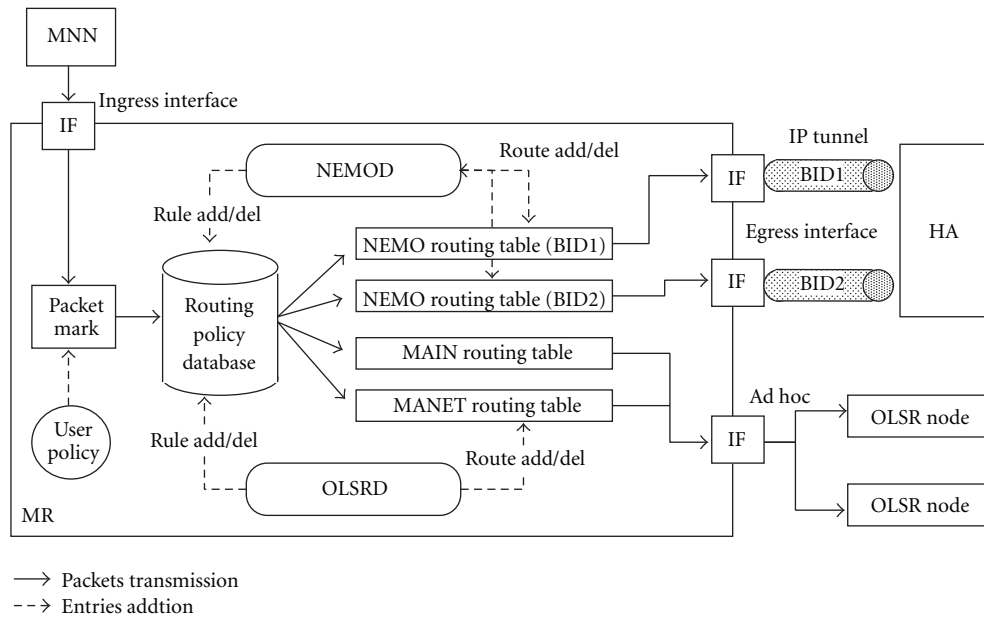 MNN
Ingress interface
IF
NEMOD
Route add/del
IP tunnel
IF
BID1
Rule add/del
NEMO routing table (BID1)
Egress interface
HA
Packet
mark
Routing
policy
database
NEMO routing table (BID2)
IF
BID2
MAIN routing table
MANET routing table
Ad hoc
IF
OLSR node
User
policy
Rule add/del
Route add/del
OLSRD
OLSR node
MR
Packets transmission
Entries addtion